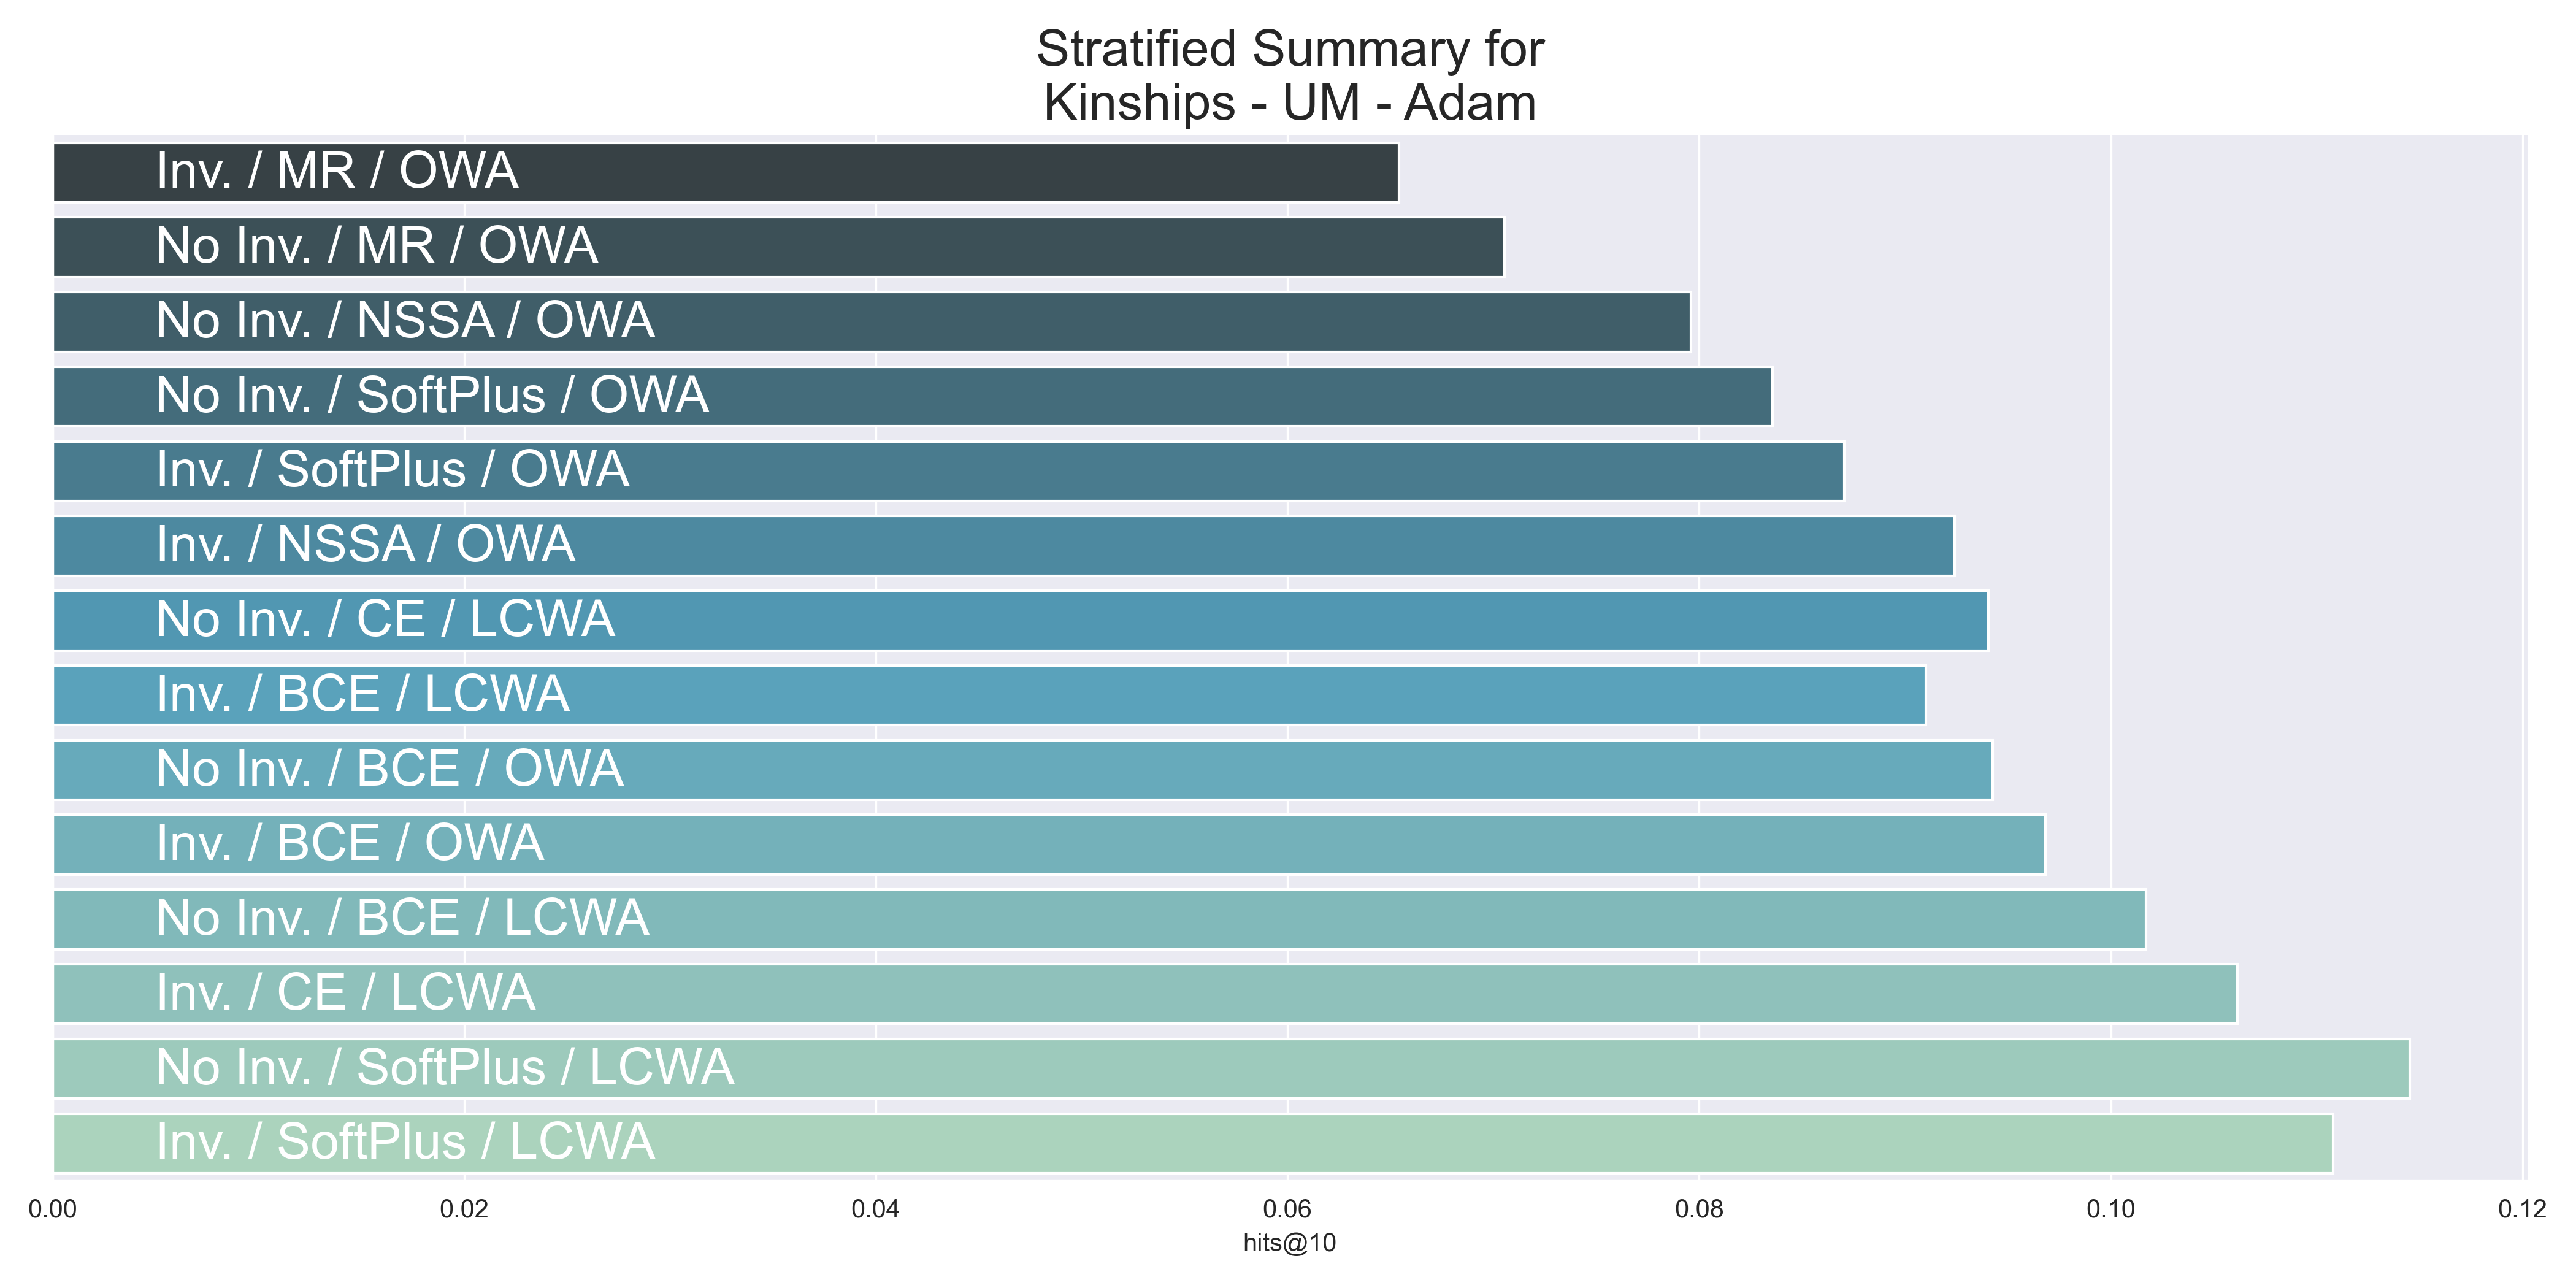 Stratified Summary for
Kinships - UM - Adam
Inv. / MR / OWA
No Inv. / MR / OWA
No Inv. / NSSA / OWA
No Inv. / SoftPlus / OWA
Inv. / SoftPlus / OWA
Inv. / NSSA / OWA
No Inv. / CE / LCWA
Inv. / BCE / LCWA
No Inv. / BCE / OWA
Inv. / BCE / OWA
No Inv. / BCE / LCWA
Inv. / CE / LCWA
No Inv. / SoftPlus / LCWA
Inv. / SoftPlus / LCWA
0.00 0.02 0.04 0.06 0.08 0.10 0.12
hits@10